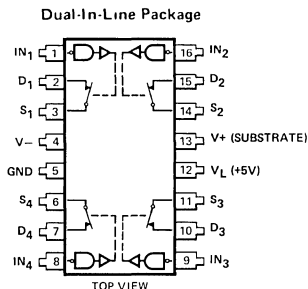 Dual-In-Line Package
IN1 1 16 IN2
D1 2 15 D2
S1 3 14 S2
V− 4 13 V+ (SUBSTRATE)
GND 5 12 VL (+5V)
S4 6 11 S3
D4 7 10 D3
IN4 8 9 IN3
TOP VIEW